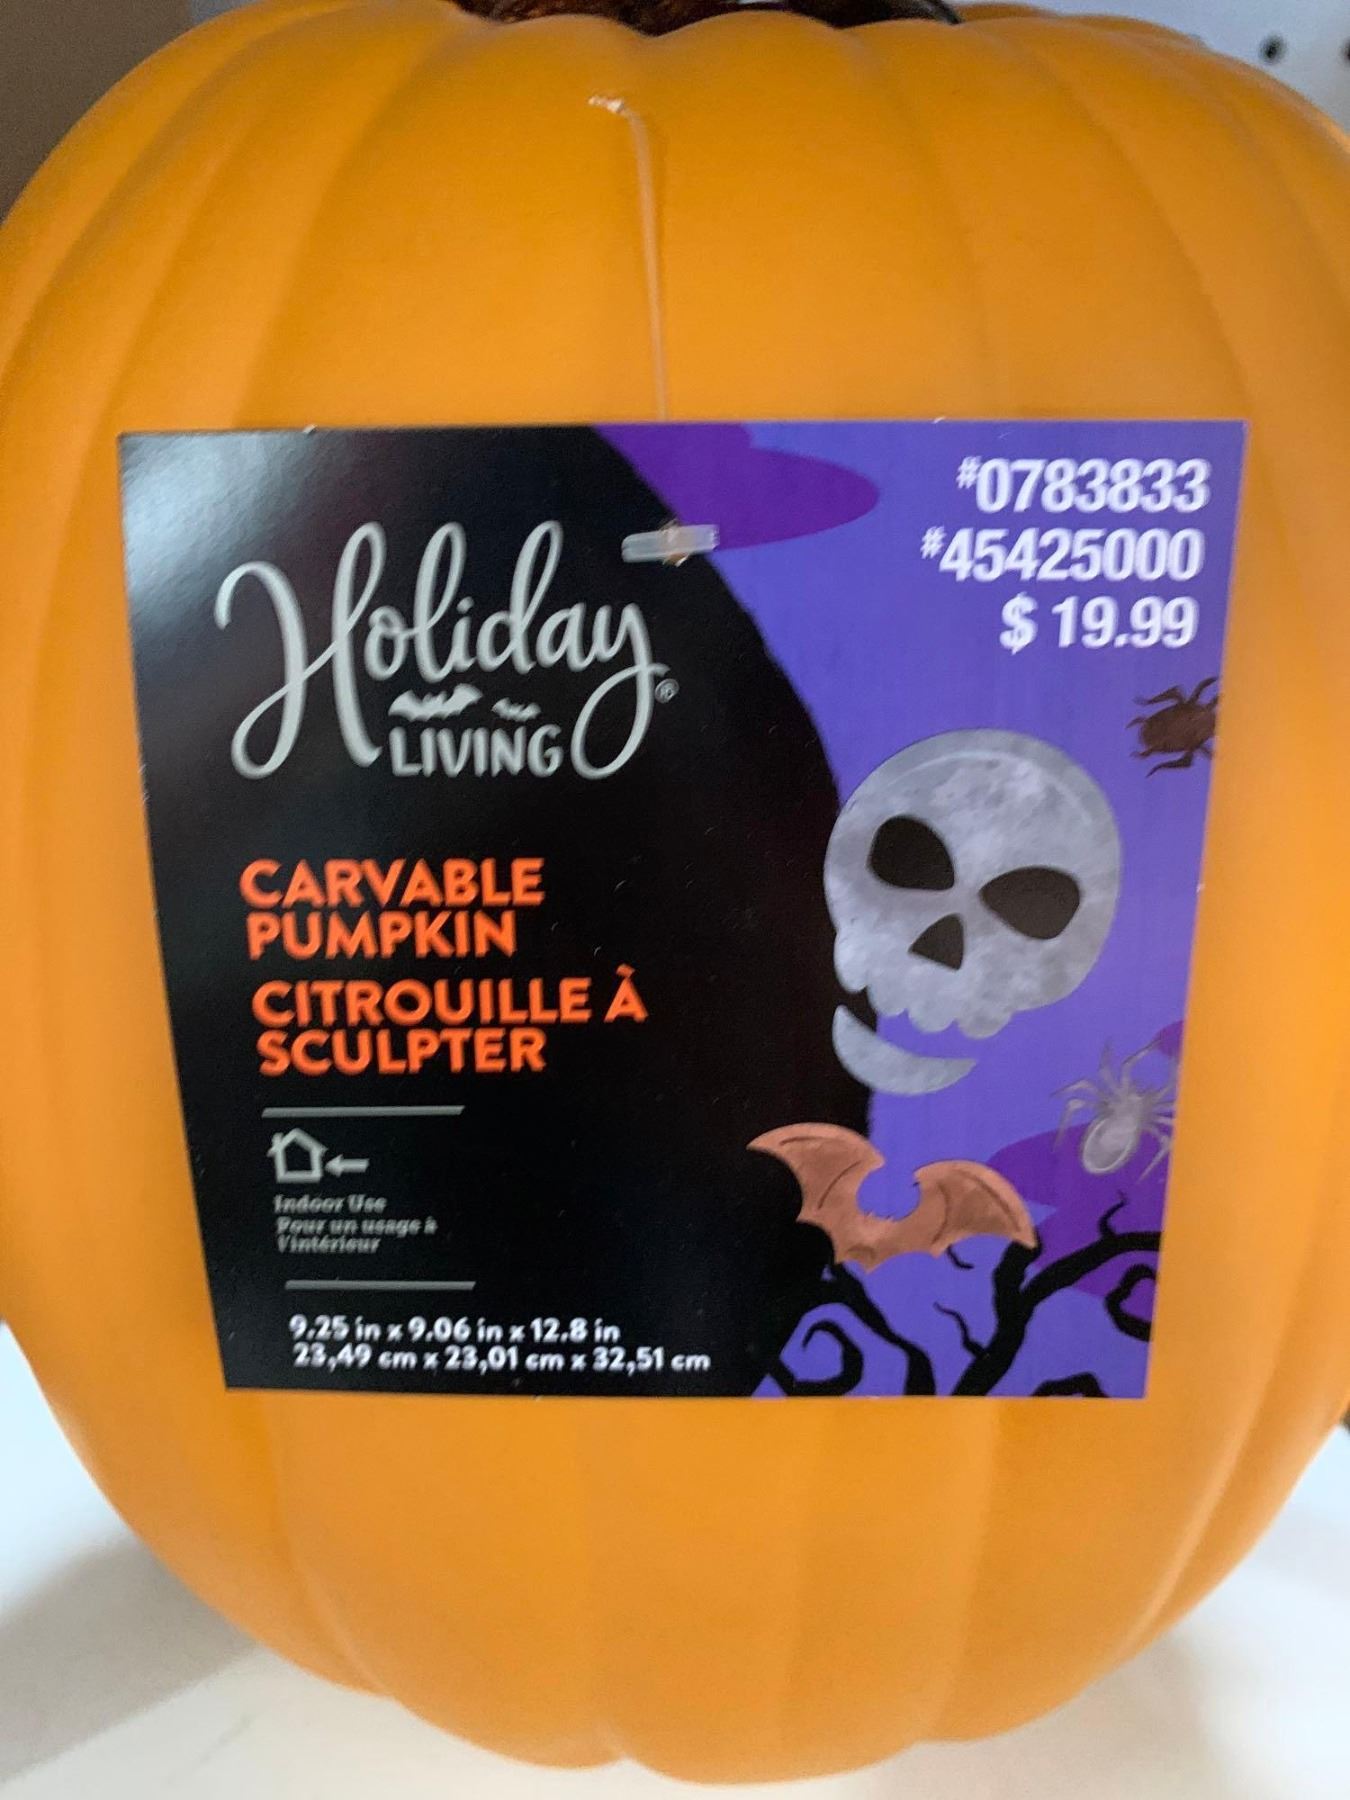 #0783833
#45425000
$ 19.99
Holiday®
LIVING
CARVABLE
PUMPKIN
CITROUILLE À
SCULPTER
Indoor Use
Pour un usage à
l'intérieur
9.25 in x 9.06 in x 12.8 in
23,49 cm x 23,01 cm x 32,51 cm